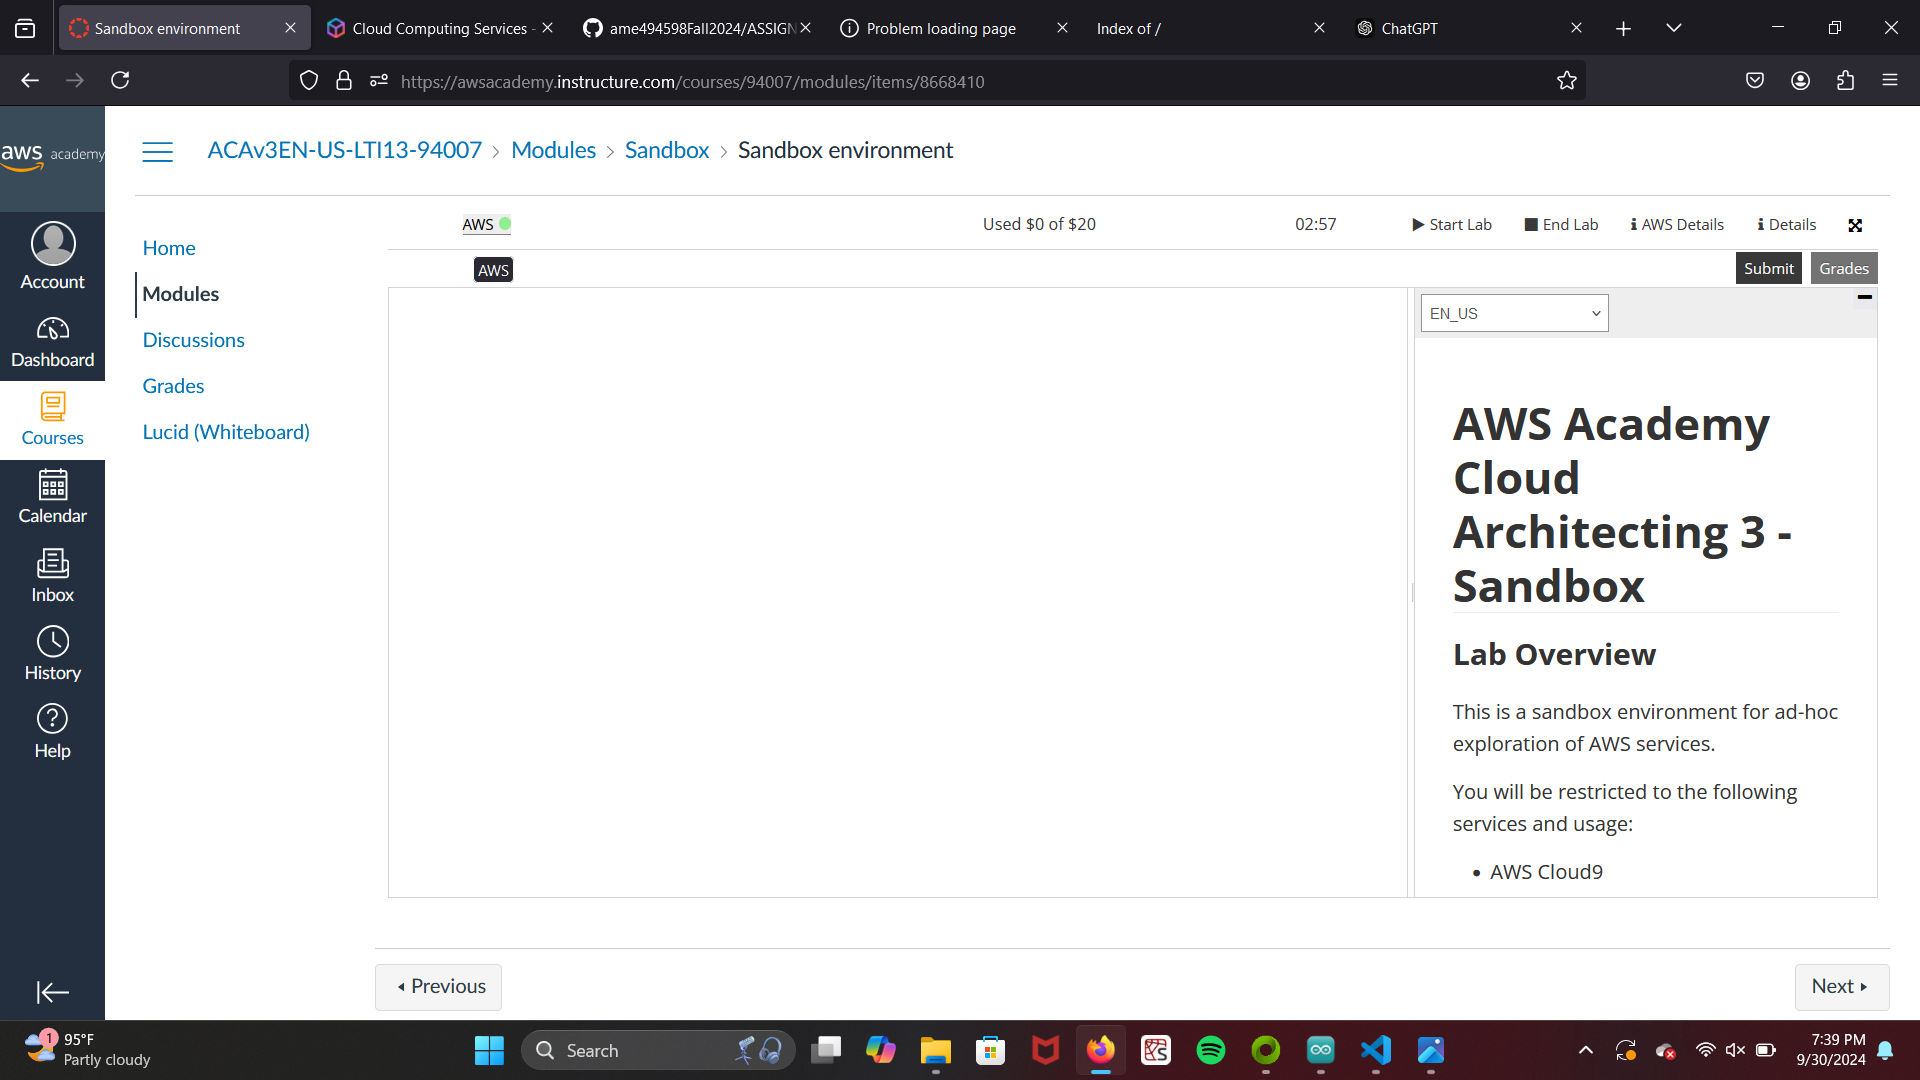 Sandbox environment
Cloud Computing Services -
ame494598Fall2024/ASSIGN
Problem loading page
Index of /
ChatGPT
https://awsacademy.instructure.com/courses/94007/modules/items/8668410
aws academy
ACAv3EN-US-LTI13-94007 > Modules > Sandbox > Sandbox environment
Account
Dashboard
Courses
Calendar
Inbox
History
Help
Home
Modules
Discussions
Grades
Lucid (Whiteboard)
AWS
Used $0 of $20
02:57
Start Lab
End Lab
AWS Details
Details
AWS
Submit
Grades
EN_US
AWS Academy
Cloud
Architecting 3 -
Sandbox
Lab Overview
This is a sandbox environment for ad-hoc
exploration of AWS services.
You will be restricted to the following
services and usage:
• AWS Cloud9
Previous
Next
1
95°F
Partly cloudy
Search
7:39 PM
9/30/2024